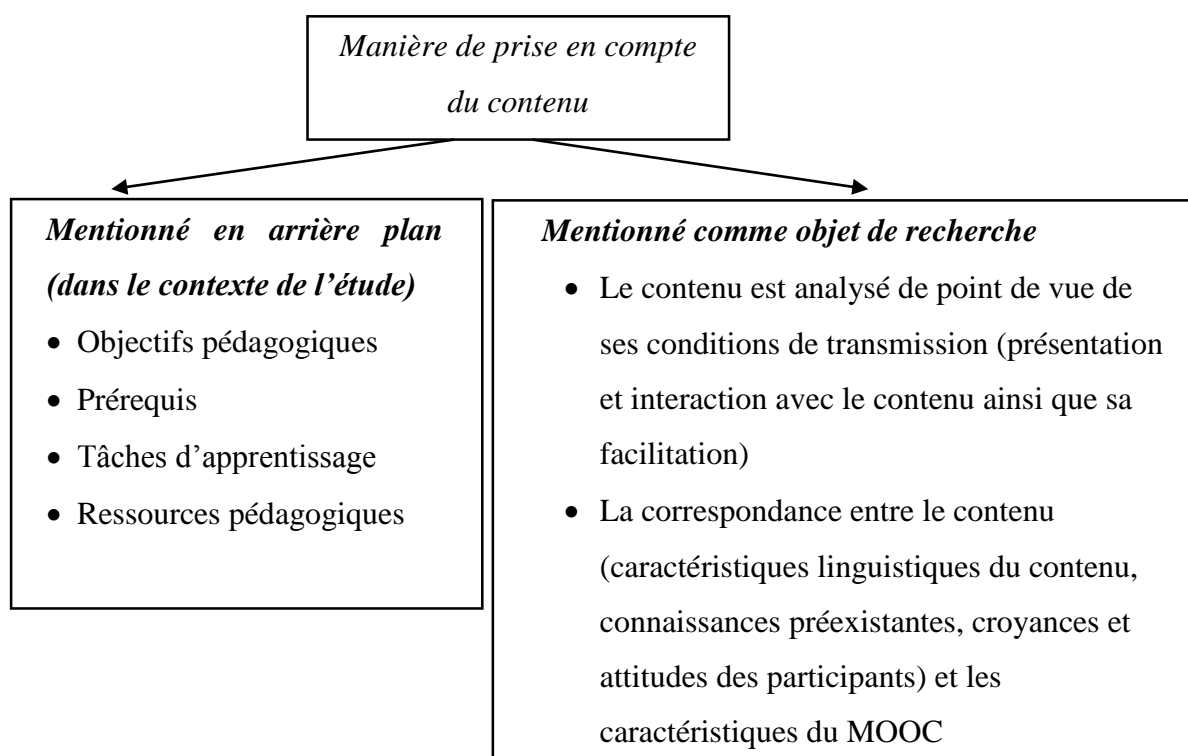 Manière de prise en compte
du contenu
Mentionné en arrière plan
(dans le contexte de l’étude)
• Objectifs pédagogiques
• Prérequis
• Tâches d’apprentissage
• Ressources pédagogiques
Mentionné comme objet de recherche
• Le contenu est analysé de point de vue de
ses conditions de transmission (présentation
et interaction avec le contenu ainsi que sa
facilitation)
• La correspondance entre le contenu
(caractéristiques linguistiques du contenu,
connaissances préexistantes, croyances et
attitudes des participants) et les
caractéristiques du MOOC